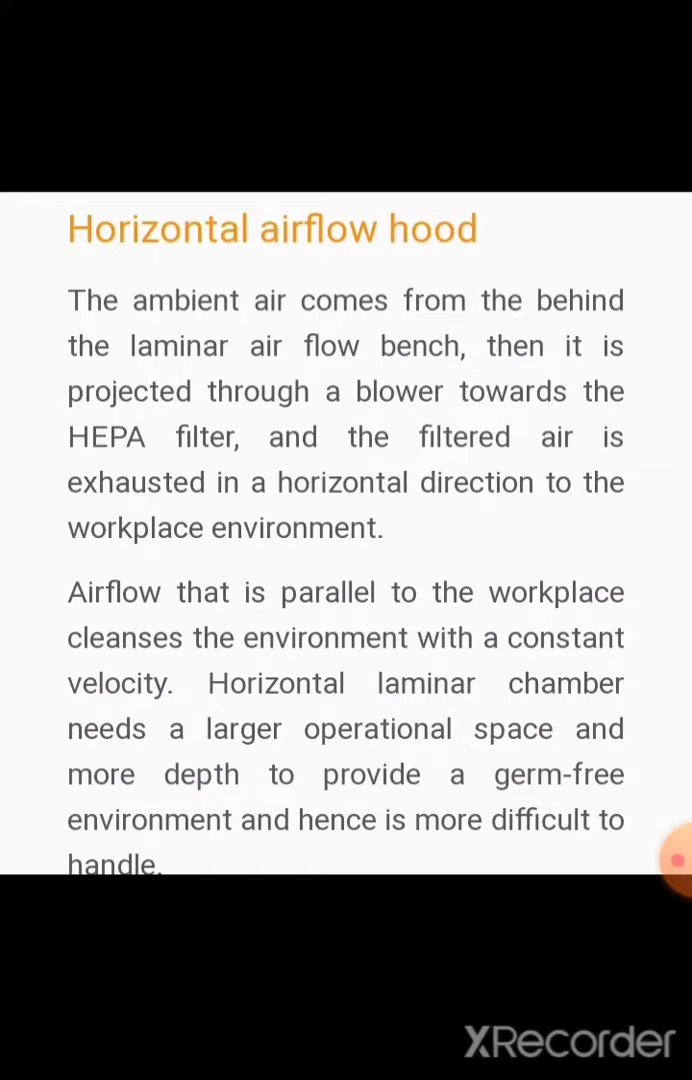 Horizontal airflow hood
The ambient air comes from the behind
the laminar air flow bench, then it is
projected through a blower towards the
HEPA filter, and the filtered air is
exhausted in a horizontal direction to the
workplace environment.
Airflow that is parallel to the workplace
cleanses the environment with a constant
velocity. Horizontal laminar chamber
needs a larger operational space and
more depth to provide a germ-free
environment and hence is more difficult to
handle.
XRecorder